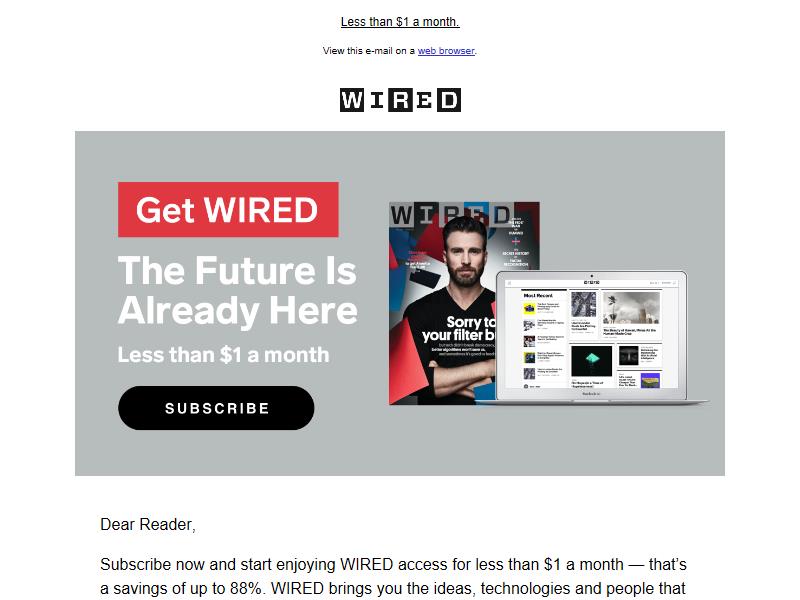 Less than $1 a month.
View this e-mail on a web browser.
WIRED
Get WIRED
The Future Is
Already Here
Less than $1 a month
SUBSCRIBE
WIRED
Sorry to
your filter b
Most Recent
Dear Reader,
Subscribe now and start enjoying WIRED access for less than $1 a month — that's
a savings of up to 88%. WIRED brings you the ideas, technologies and people that